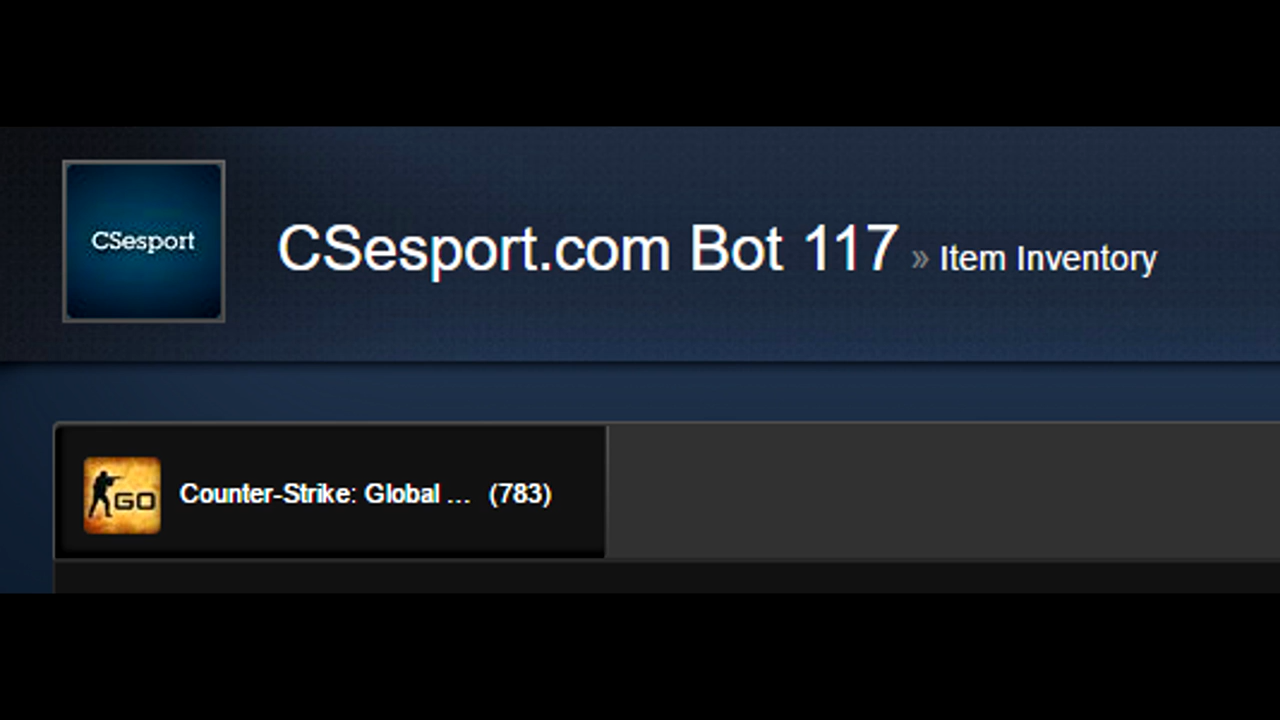 CSesport
CSesport.com Bot 117 » Item Inventory
GO
Counter-Strike: Global ... (783)